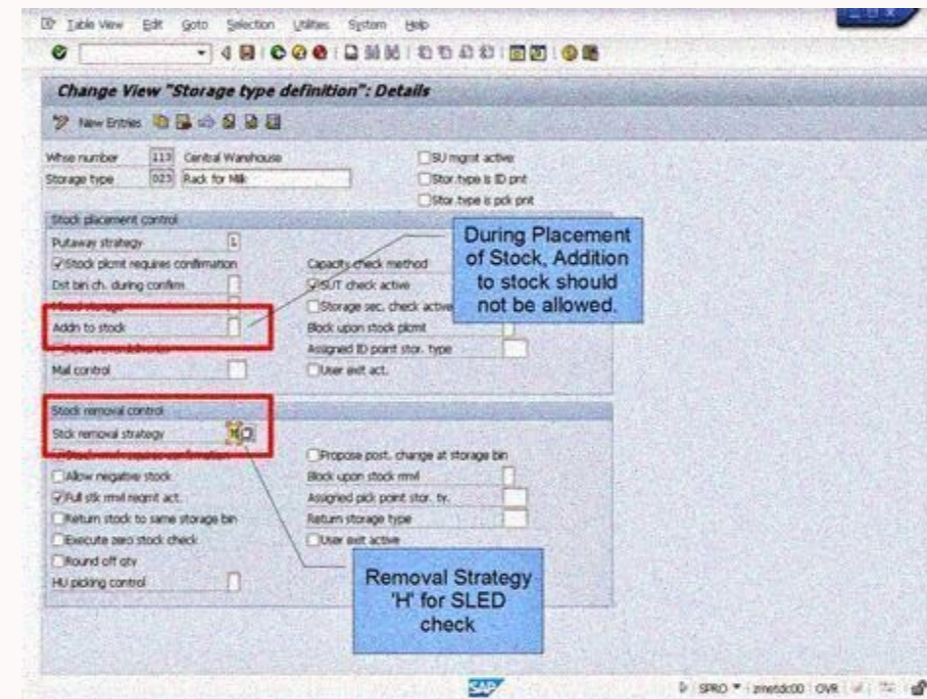 Table View Edit Goto Selection Utilities System Help
Change View "Storage type definition": Details
New Entries
Whse number 113 Central Warehouse
SU mgmt active
Storage type 023 Rack for Milk
Stor.type is ID pnt
Stor.type is pck pnt
Stock placement control
Putaway strategy L
Stock plcmt requires confirmation
Capacity check method
Dst bin ch. during confirm
SUT check active
Mixed storage
Storage sec. check active
Addn to stock
Block upon stock plcmt
Assigned ID point stor. type
Mail control
User exit act.
During Placement
of Stock, Addition
to stock should
not be allowed.
Stock removal control
Stck removal strategy H
Stock rmvl requires confirmation
Propose post. change at storage bin
Allow negative stock
Block upon stock rmvl
Full stk rmvl reqmt act.
Assigned pick point stor. ty.
Return stock to same storage bin
Return storage type
Execute zero stock check
User exit active
Round off qty
HU picking control
Removal Strategy
'H' for SLED
check
SAP
SPRO OVR